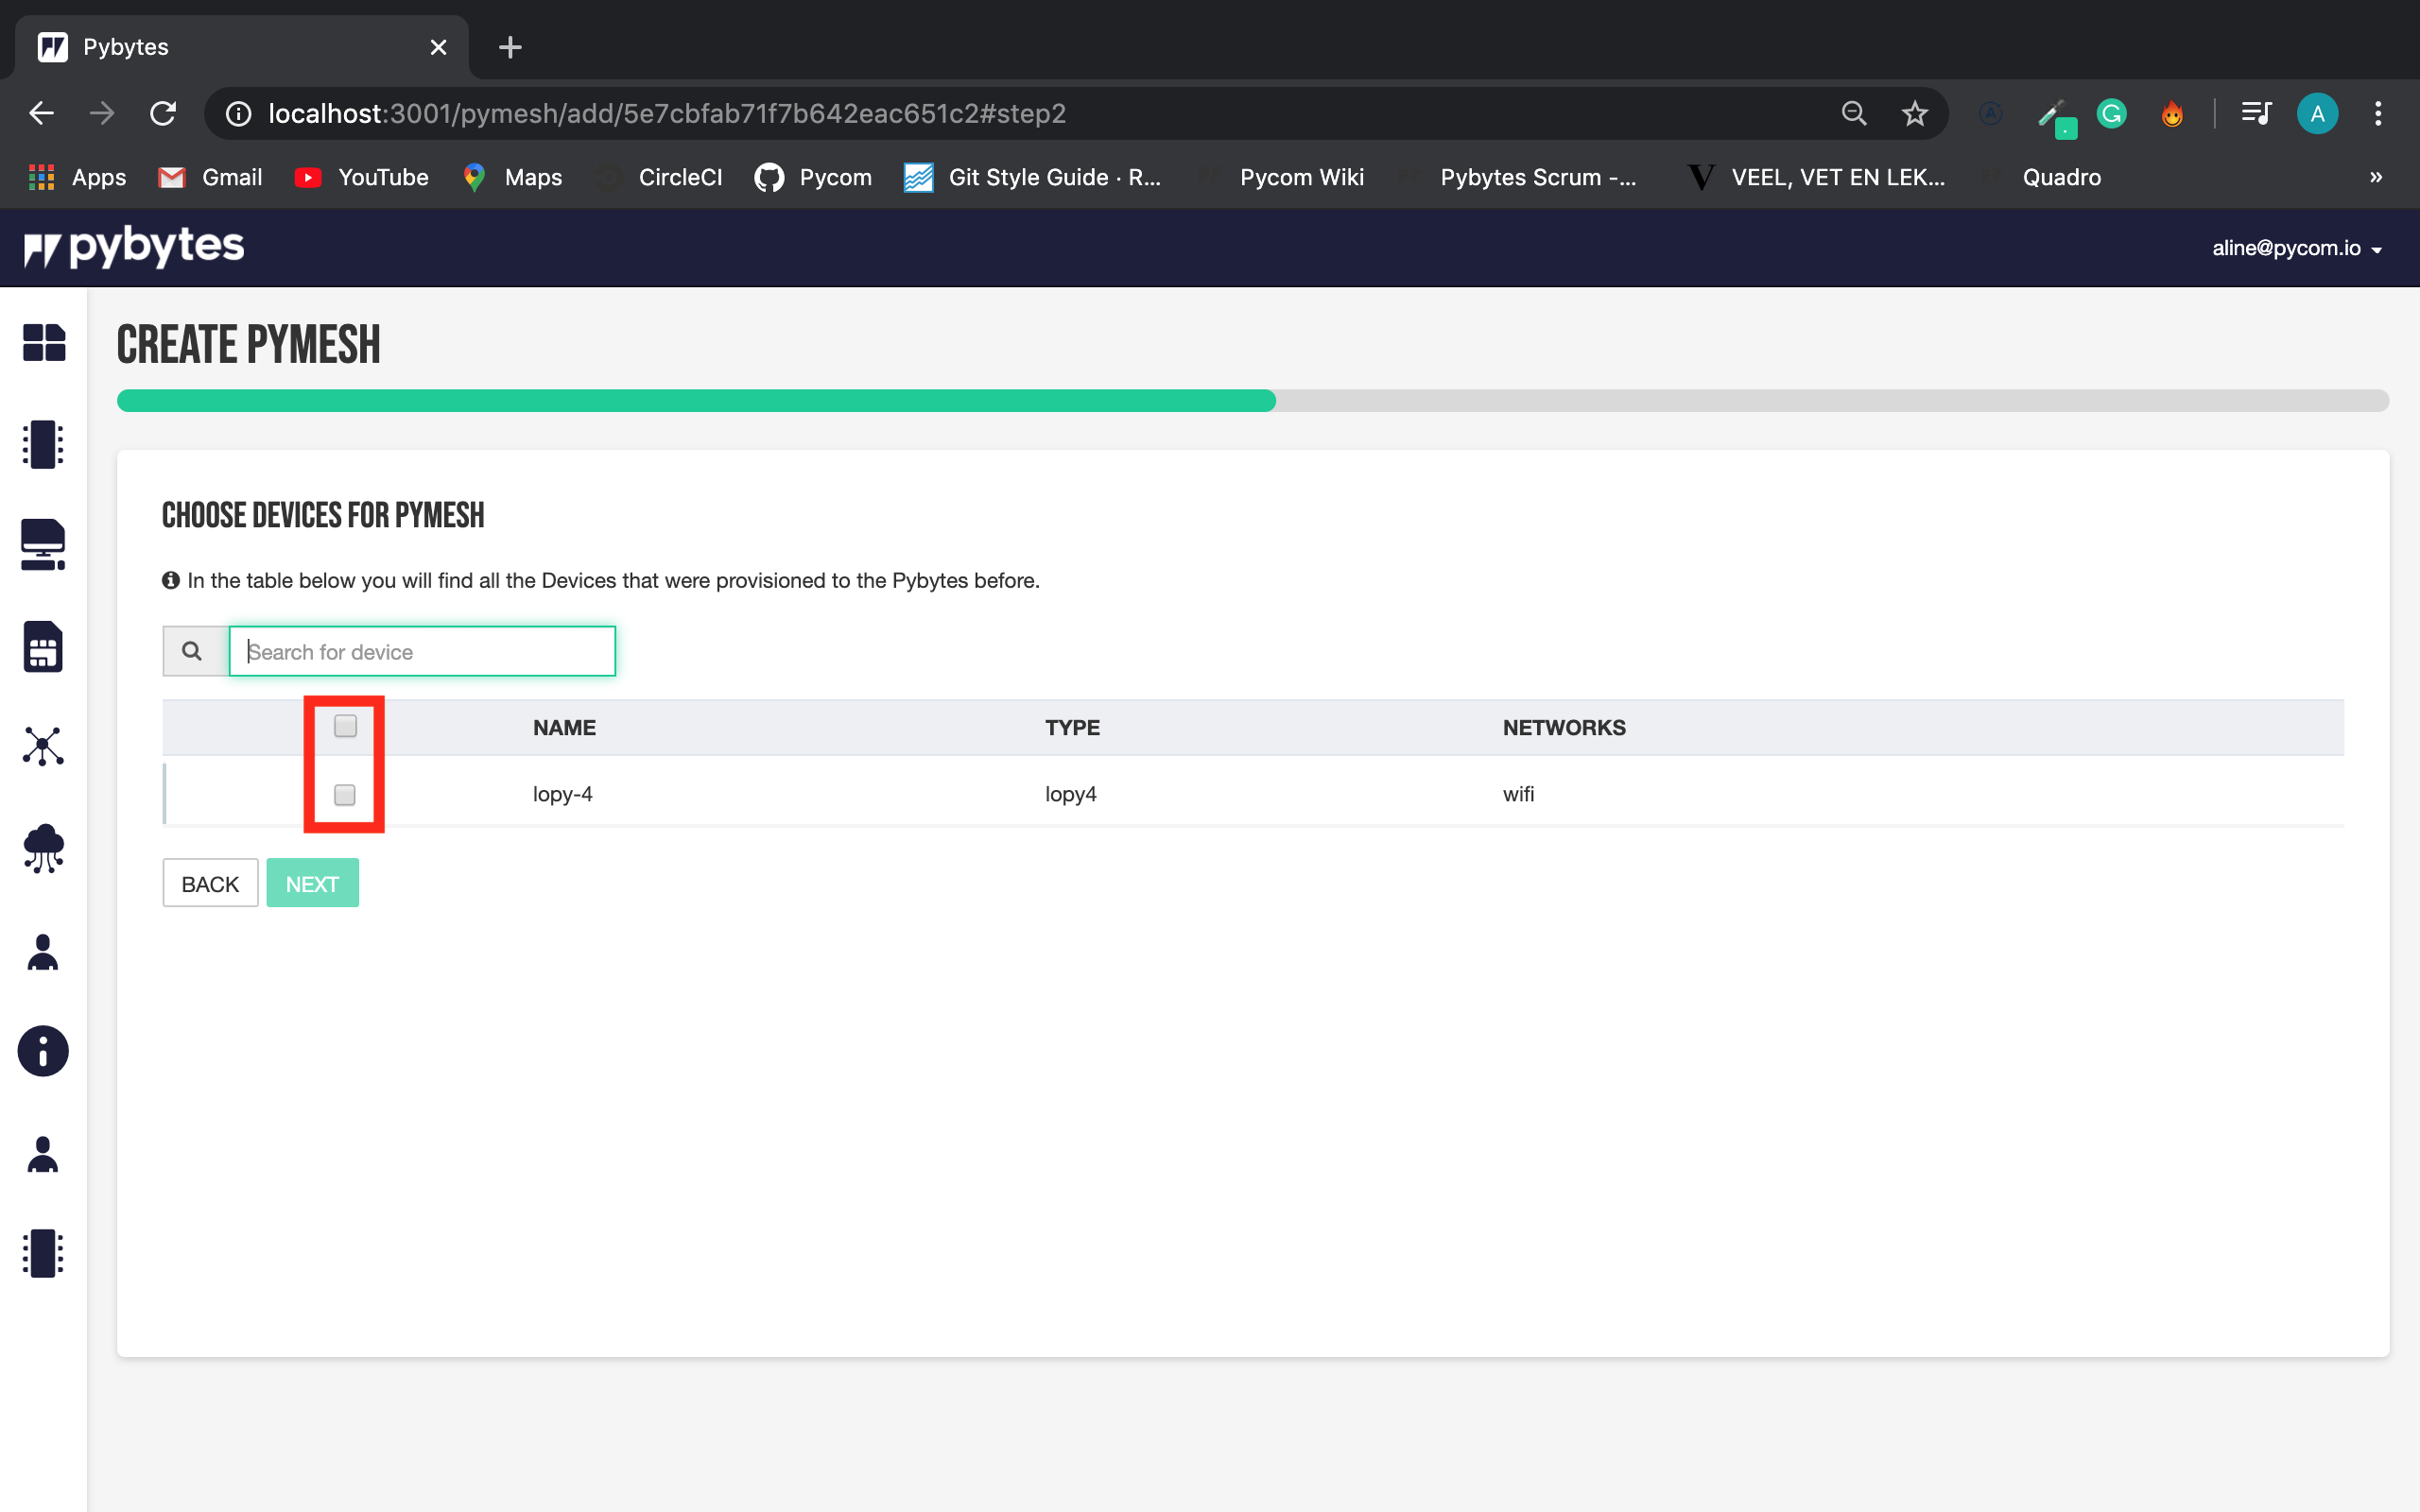 Pybytes
localhost:3001/pymesh/add/5e7cbfab71f7b642eac651c2#step2
A
Apps Gmail YouTube Maps CircleCI Pycom Git Style Guide · R... Pycom Wiki Pybytes Scrum -... VEEL, VET EN LEK... Quadro »
pybytes
aline@pycom.io
CREATE PYMESH
CHOOSE DEVICES FOR PYMESH
In the table below you will find all the Devices that were provisioned to the Pybytes before.
Search for device
NAME TYPE NETWORKS
lopy-4 lopy4 wifi
BACK NEXT